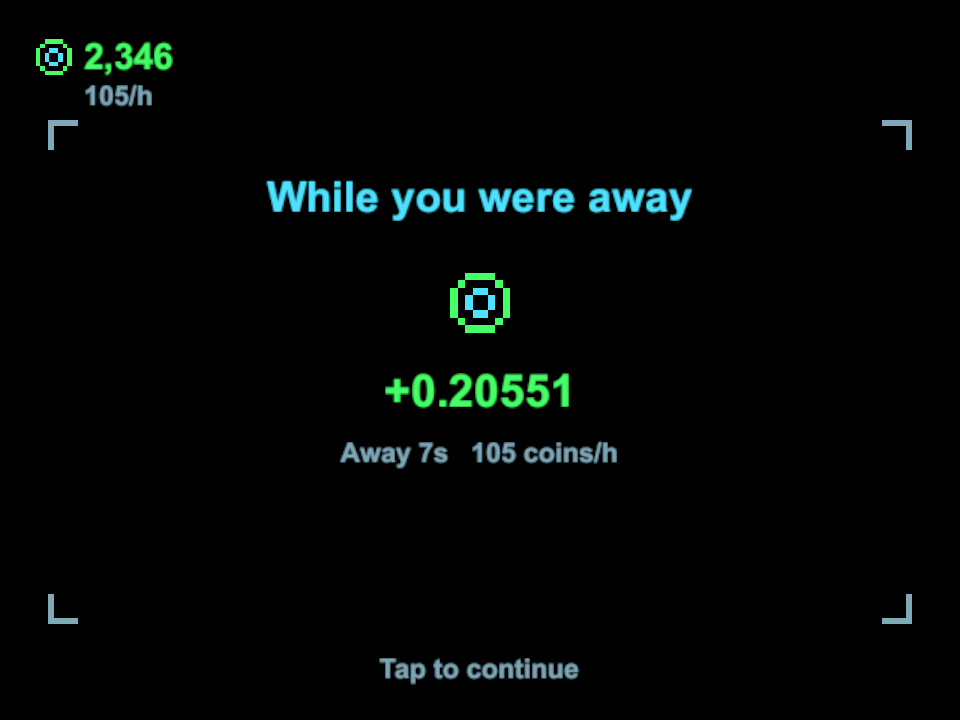 2,346
105/h
While you were away
+0.20551
Away 7s 105 coins/h
Tap to continue